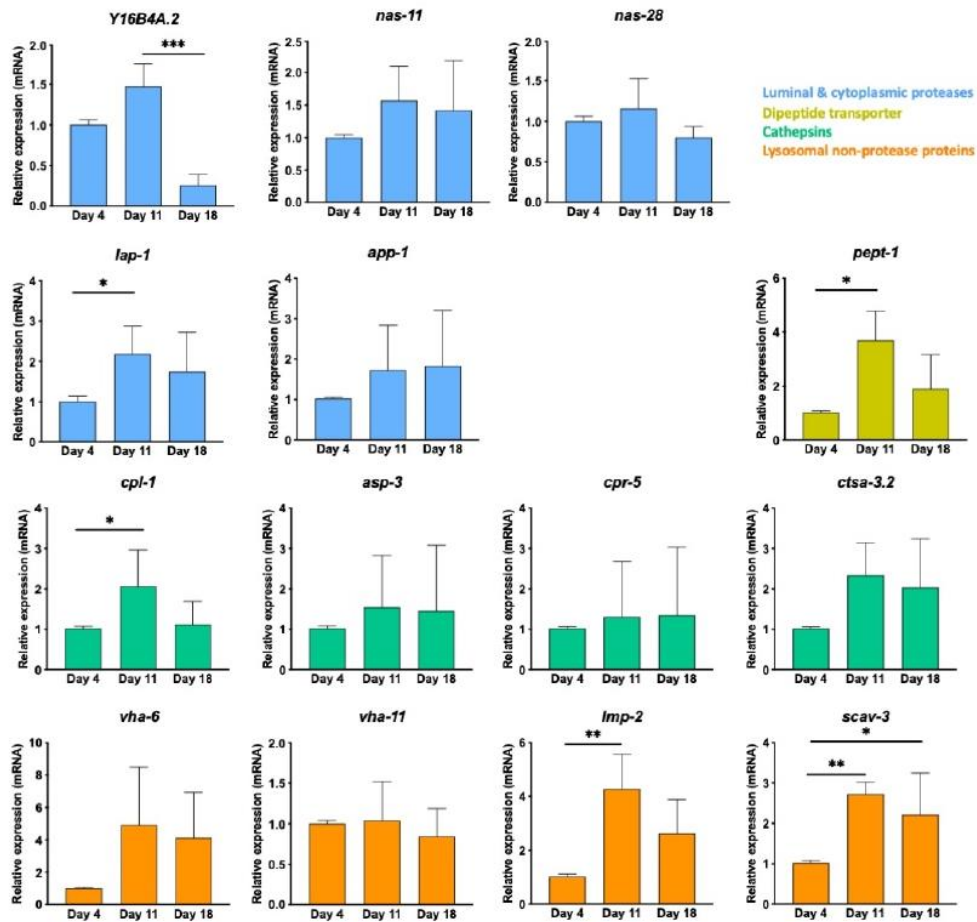 Y16B4A.2
Relative expression (mRNA)
2.0
1.5
1.0
0.5
0.0
***
Day 4 Day 11 Day 18
nas-11
Relative expression (mRNA)
2.5
2.0
1.5
1.0
0.5
0.0
Day 4 Day 11 Day 18
nas-28
Relative expression (mRNA)
2.0
1.5
1.0
0.5
0.0
Day 4 Day 11 Day 18
Luminal & cytoplasmic proteases
Dipeptide transporter
Cathepsins
Lysosomal non-protease proteins
lap-1
Relative expression (mRNA)
4
3
2
1
0
*
Day 4 Day 11 Day 18
app-1
Relative expression (mRNA)
4
3
2
1
0
Day 4 Day 11 Day 18
pept-1
Relative expression (mRNA)
6
4
2
0
*
Day 4 Day 11 Day 18
cpl-1
Relative expression (mRNA)
4
3
2
1
0
*
Day 4 Day 11 Day 18
asp-3
Relative expression (mRNA)
4
3
2
1
0
Day 4 Day 11 Day 18
cpr-5
Relative expression (mRNA)
4
3
2
1
0
Day 4 Day 11 Day 18
ctsa-3.2
Relative expression (mRNA)
4
3
2
1
0
Day 4 Day 11 Day 18
vha-6
Relative expression (mRNA)
10
8
6
4
2
0
Day 4 Day 11 Day 18
vha-11
Relative expression (mRNA)
2.0
1.5
1.0
0.5
0.0
Day 4 Day 11 Day 18
lmp-2
Relative expression (mRNA)
6
4
2
0
**
Day 4 Day 11 Day 18
scav-3
Relative expression (mRNA)
4
3
2
1
0
*
**
Day 4 Day 11 Day 18